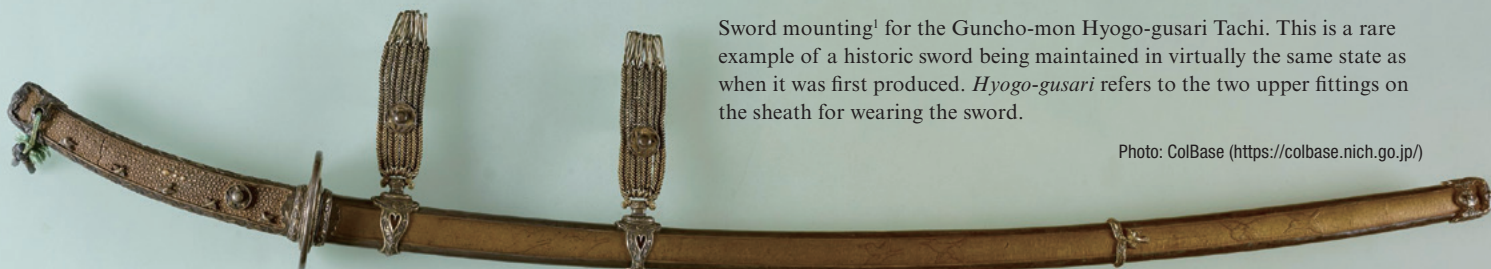 Sword mounting¹ for the Guncho-mon Hyogo-gusari Tachi. This is a rare
example of a historic sword being maintained in virtually the same state as
when it was first produced. Hyogo-gusari refers to the two upper fittings on
the sheath for wearing the sword.
Photo: ColBase (https://colbase.nich.go.jp/)